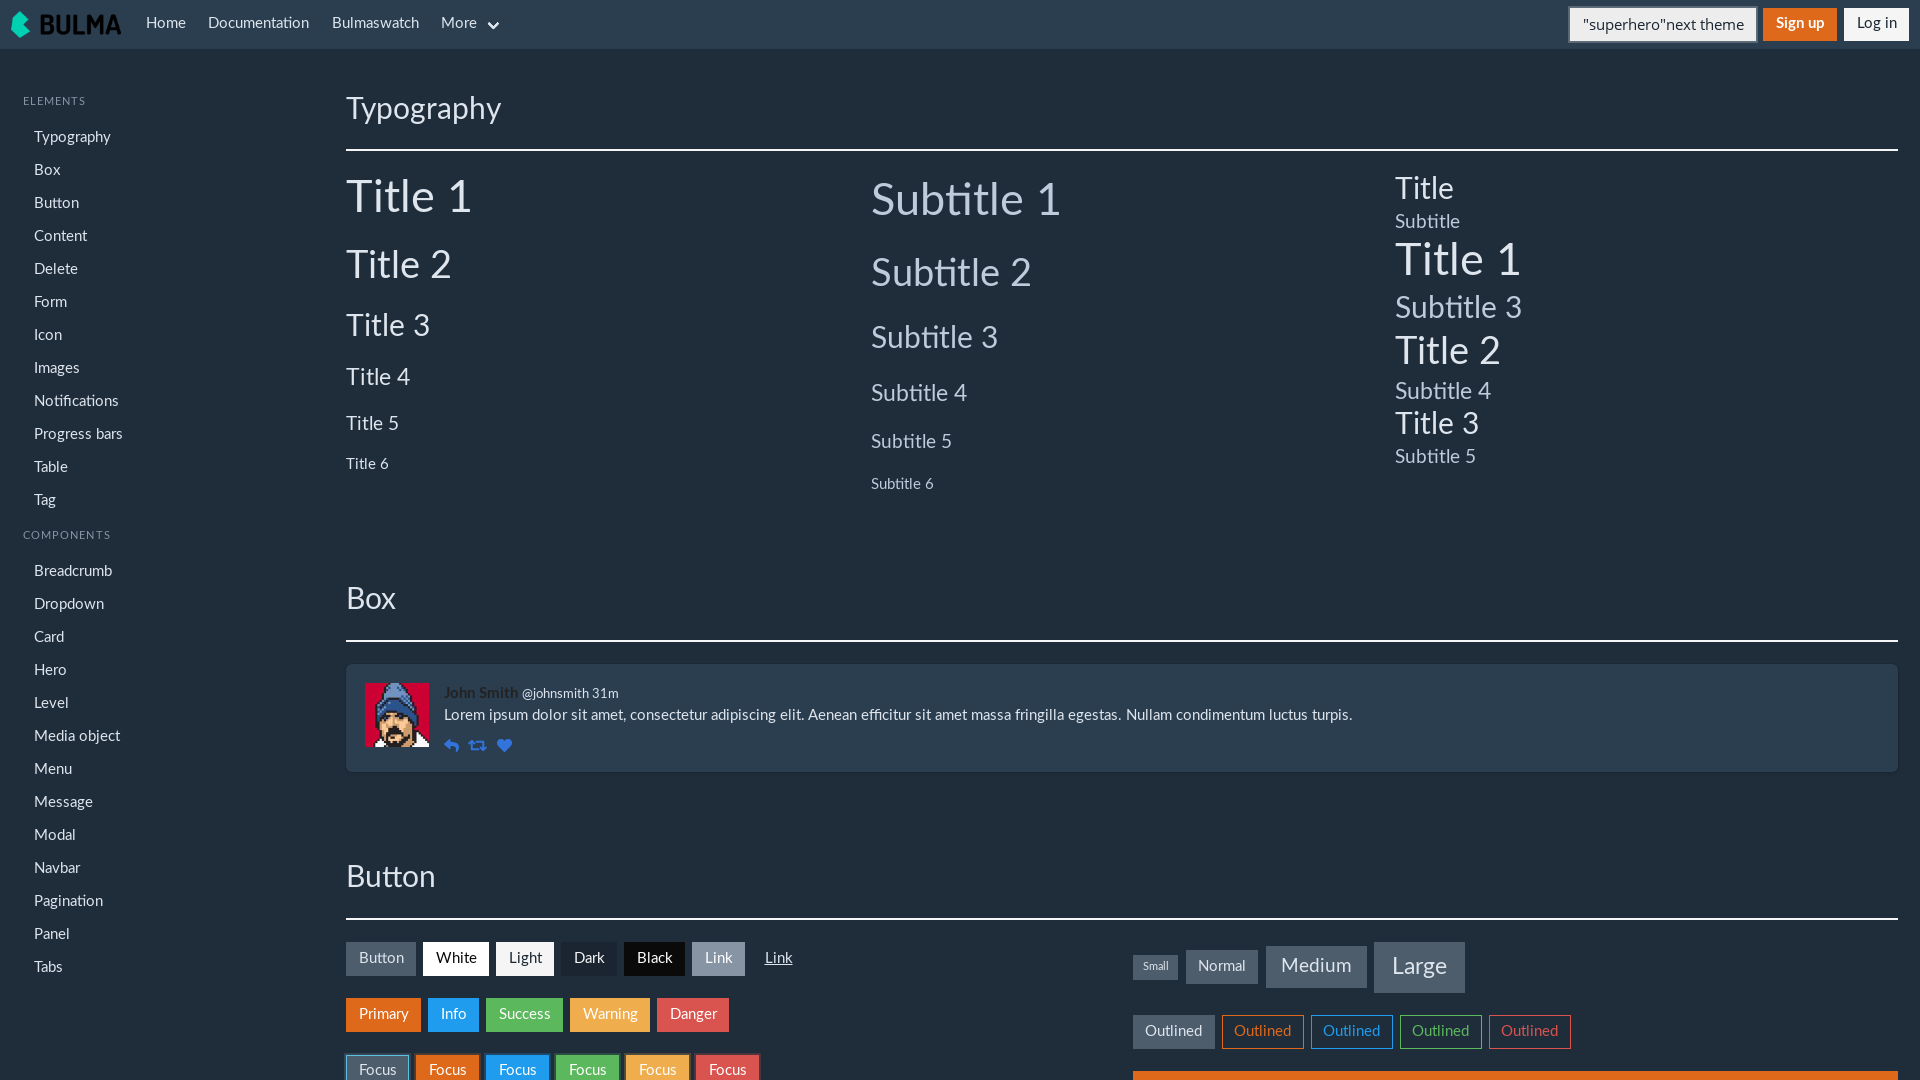 BULMA Home Documentation Bulmaswatch More "superhero"next theme Sign up Log in
ELEMENTS
Typography
Box
Button
Content
Delete
Form
Icon
Images
Notifications
Progress bars
Table
Tag
COMPONENTS
Breadcrumb
Dropdown
Card
Hero
Level
Media object
Menu
Message
Modal
Navbar
Pagination
Panel
Tabs
Typography
Title 1
Title 2
Title 3
Title 4
Title 5
Title 6
Subtitle 1
Subtitle 2
Subtitle 3
Subtitle 4
Subtitle 5
Subtitle 6
Title
Subtitle
Title 1
Subtitle 3
Title 2
Subtitle 4
Title 3
Subtitle 5
Box
John Smith @johnsmith 31m
Lorem ipsum dolor sit amet, consectetur adipiscing elit. Aenean efficitur sit amet massa fringilla egestas. Nullam condimentum luctus turpis.
Button
Button White Light Dark Black Link Link
Primary Info Success Warning Danger
Focus Focus Focus Focus Focus Focus
Small Normal Medium Large
Outlined Outlined Outlined Outlined Outlined